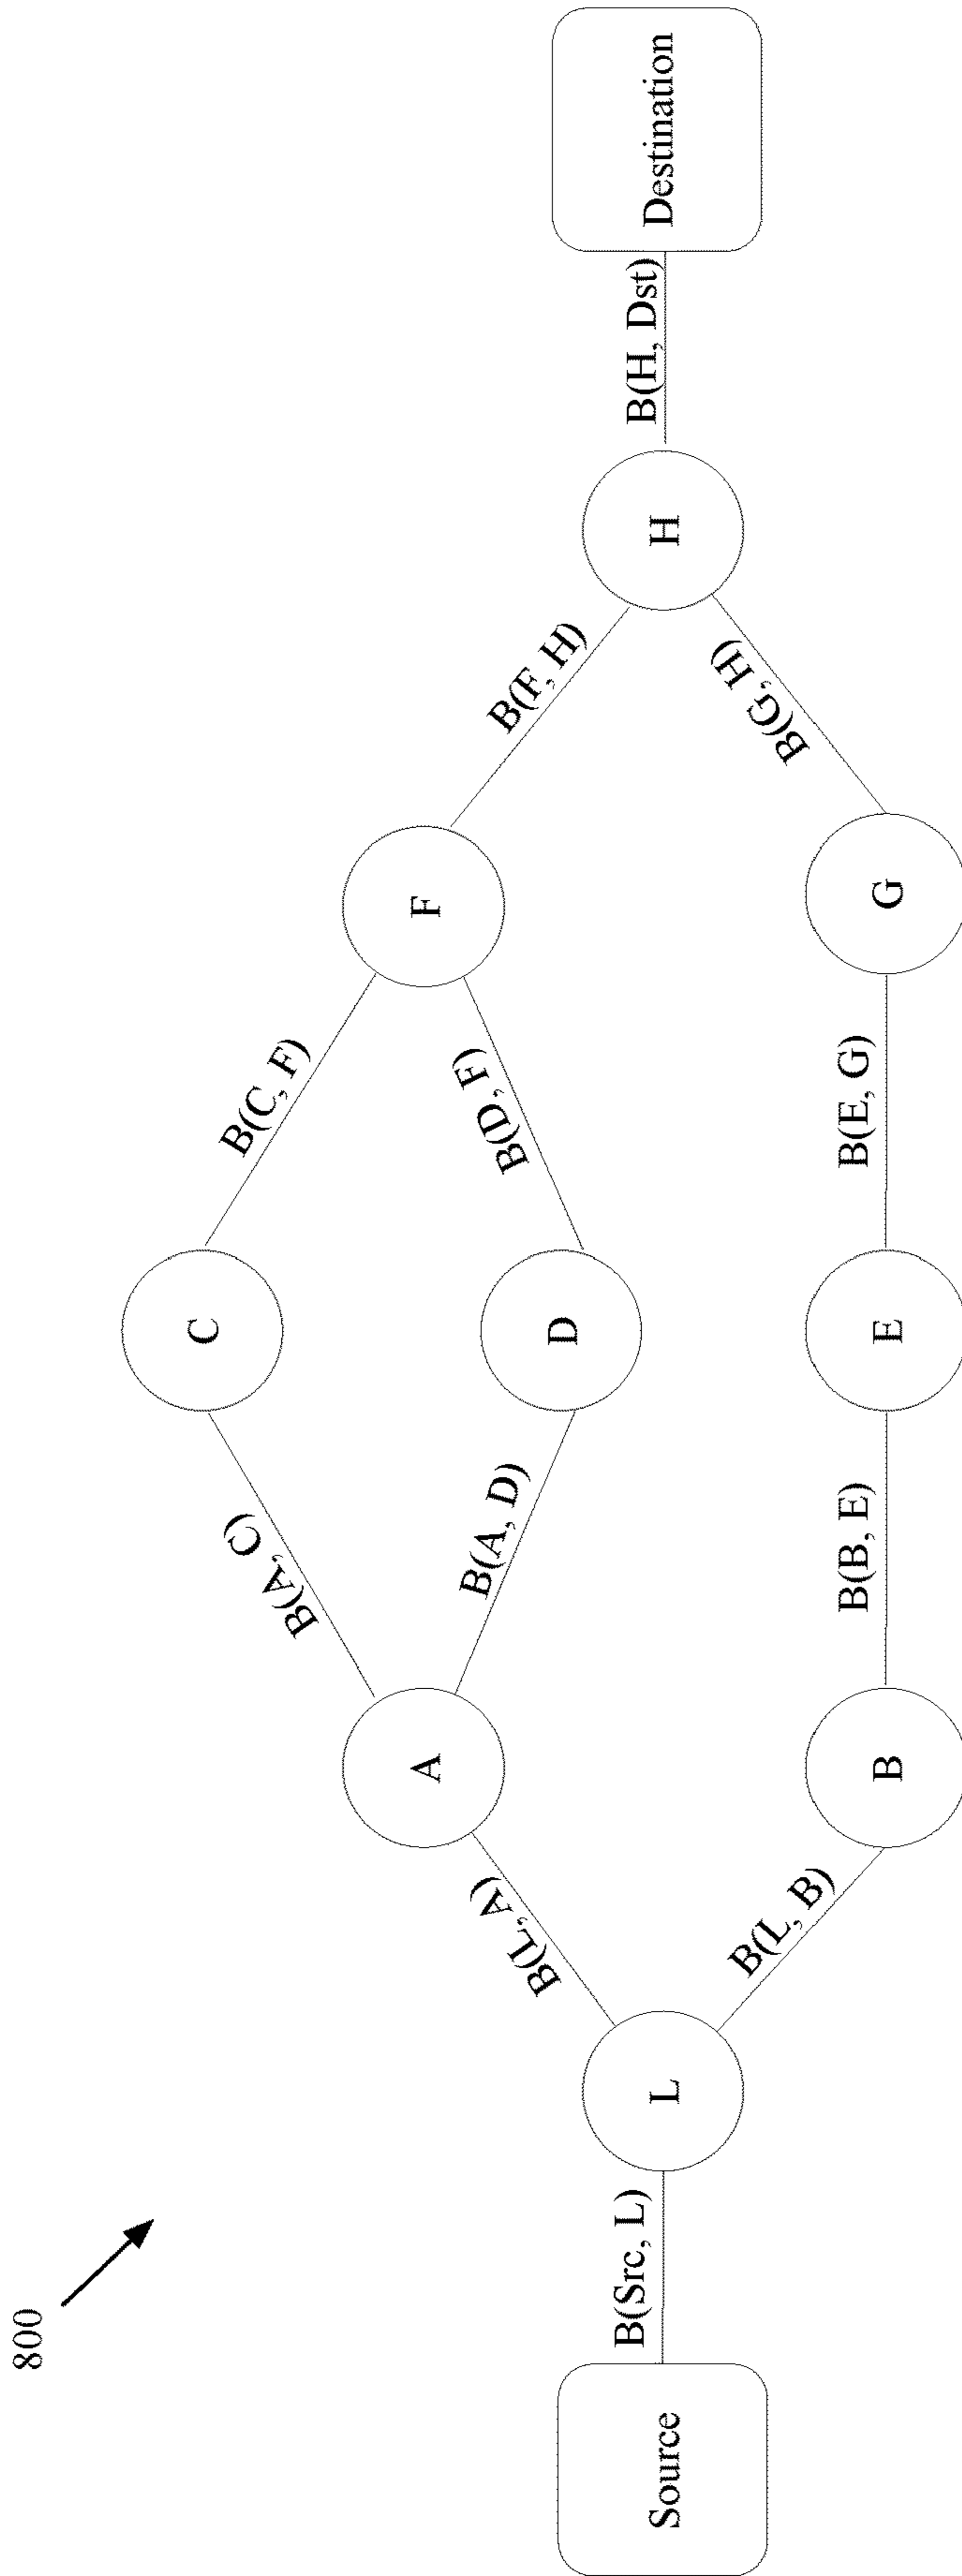 800
Source
B(Src, L)
L
B(L, A)
B(L, B)
A
B
B(A, C)
B(A, D)
B(B, E)
C
D
E
B(C, F)
B(D, F)
B(E, G)
F
G
B(F, H)
B(G, H)
H
B(H, Dst)
Destination